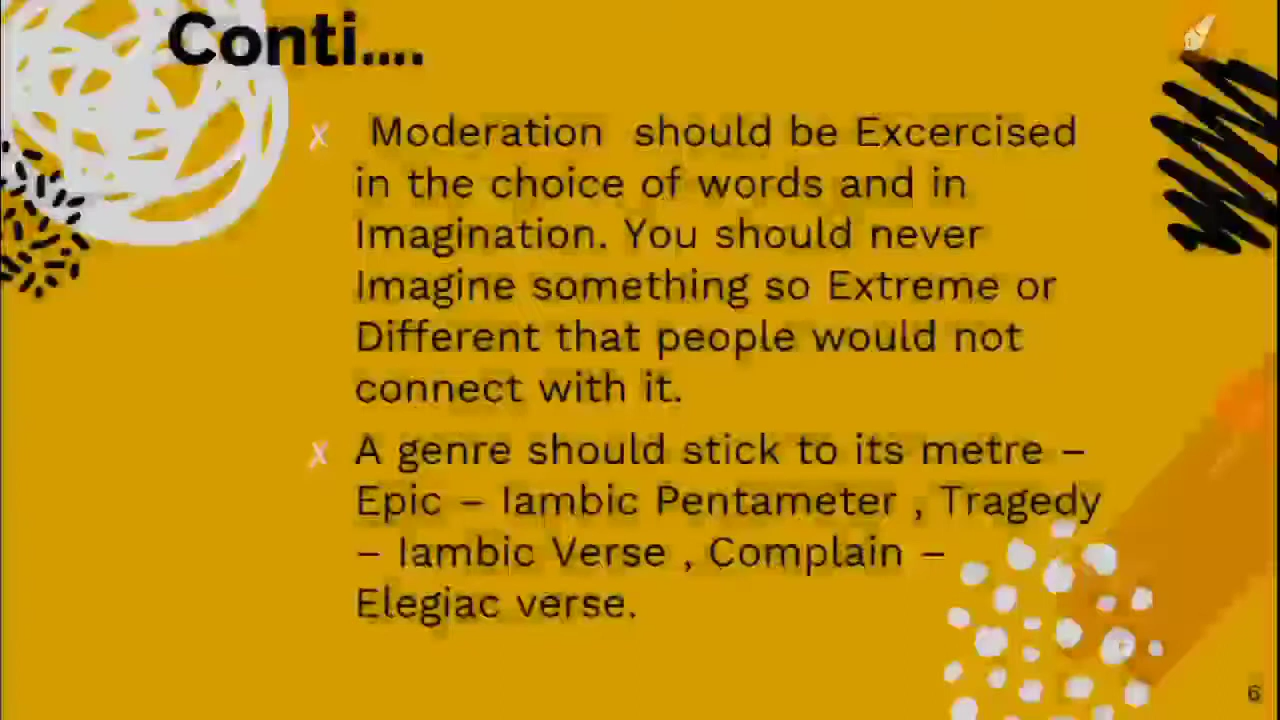 Conti....
x Moderation should be Excercised
in the choice of words and in
Imagination. You should never
Imagine something so Extreme or
Different that people would not
connect with it.
x A genre should stick to its metre –
Epic – Iambic Pentameter , Tragedy
– Iambic Verse , Complain –
Elegiac verse.
6